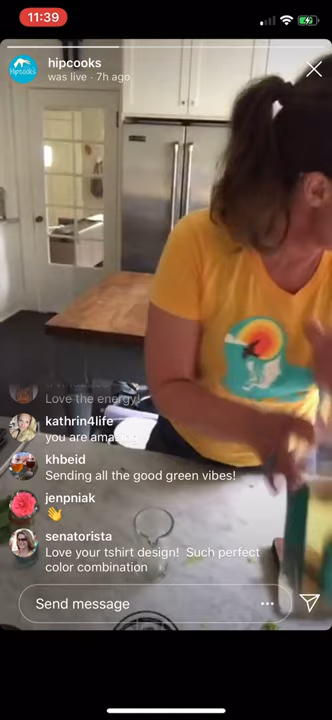 11:39
hipcooks
was live · 7h ago
Hipcooks
Love the energy!
kathrin4life
you are amazing
khbeid
Sending all the good green vibes!
jenpniak
👋
senatorista
Love your tshirt design! Such perfect
color combination
Send message